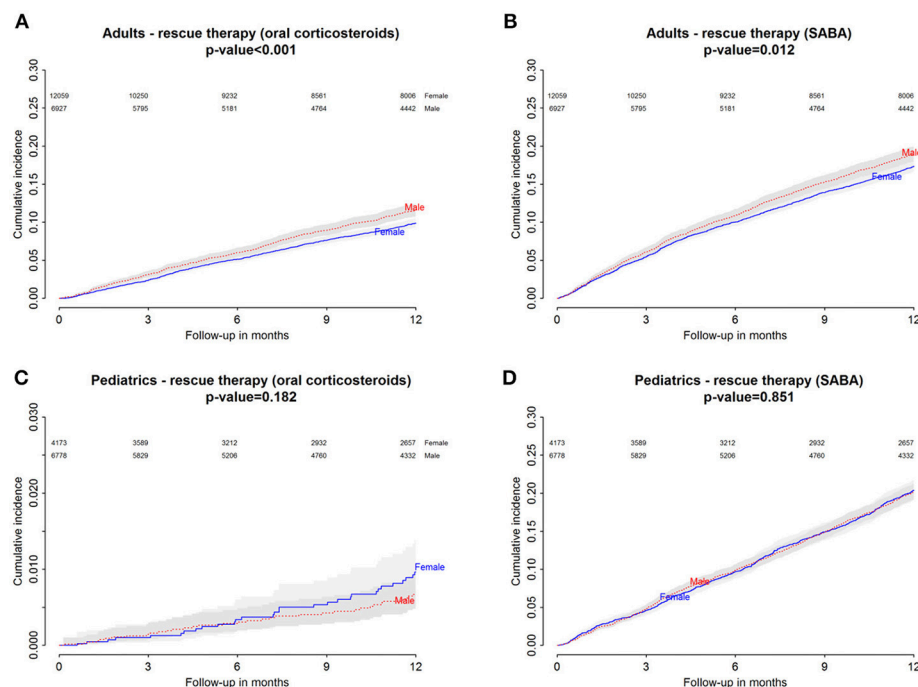 A
Adults - rescue therapy (oral corticosteroids)
p-value<0.001
Cumulative incidence
0.30
0.25
0.20
0.15
0.10
0.05
0.00
12059 10250 9232 8561 8006 Female
6927 5795 5181 4764 4442 Male
Male
Female
0 3 6 9 12
Follow-up in months
B
Adults - rescue therapy (SABA)
p-value=0.012
Cumulative incidence
0.30
0.25
0.20
0.15
0.10
0.05
0.00
12059 10250 9232 8561 8006
6927 5795 5181 4764 4442
Male
Female
0 3 6 9 12
Follow-up in months
C
Pediatrics - rescue therapy (oral corticosteroids)
p-value=0.182
Cumulative incidence
0.030
0.020
0.010
0.000
4173 3589 3212 2932 2657 Female
6778 5829 5206 4760 4332 Male
Female
Male
0 3 6 9 12
Follow-up in months
D
Pediatrics - rescue therapy (SABA)
p-value=0.851
Cumulative incidence
0.30
0.25
0.20
0.15
0.10
0.05
0.00
4173 3589 3212 2932 2657
6778 5829 5206 4760 4332
Male
Female
0 3 6 9 12
Follow-up in months